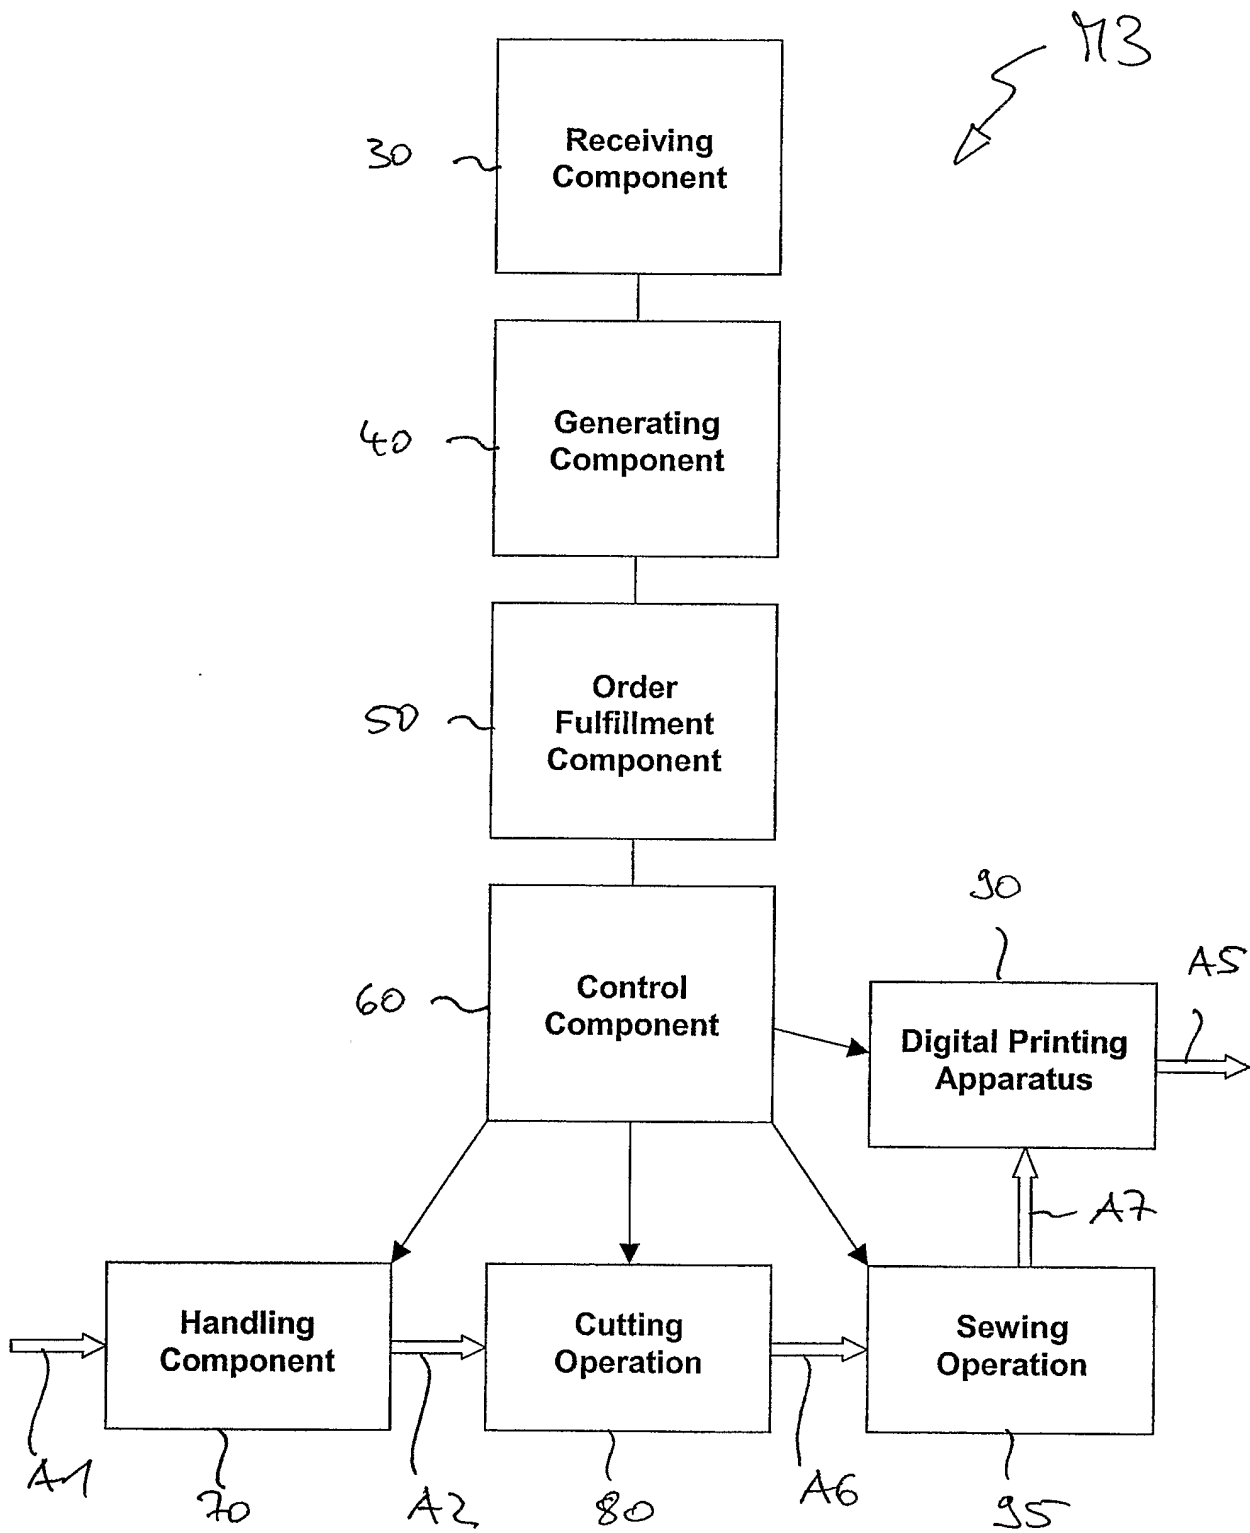 M3
30
Receiving
Component
40
Generating
Component
50
Order
Fulfillment
Component
60
Control
Component
90
A5
Digital Printing
Apparatus
A7
Handling
Component
Cutting
Operation
Sewing
Operation
A1
70
A2
80
A6
95